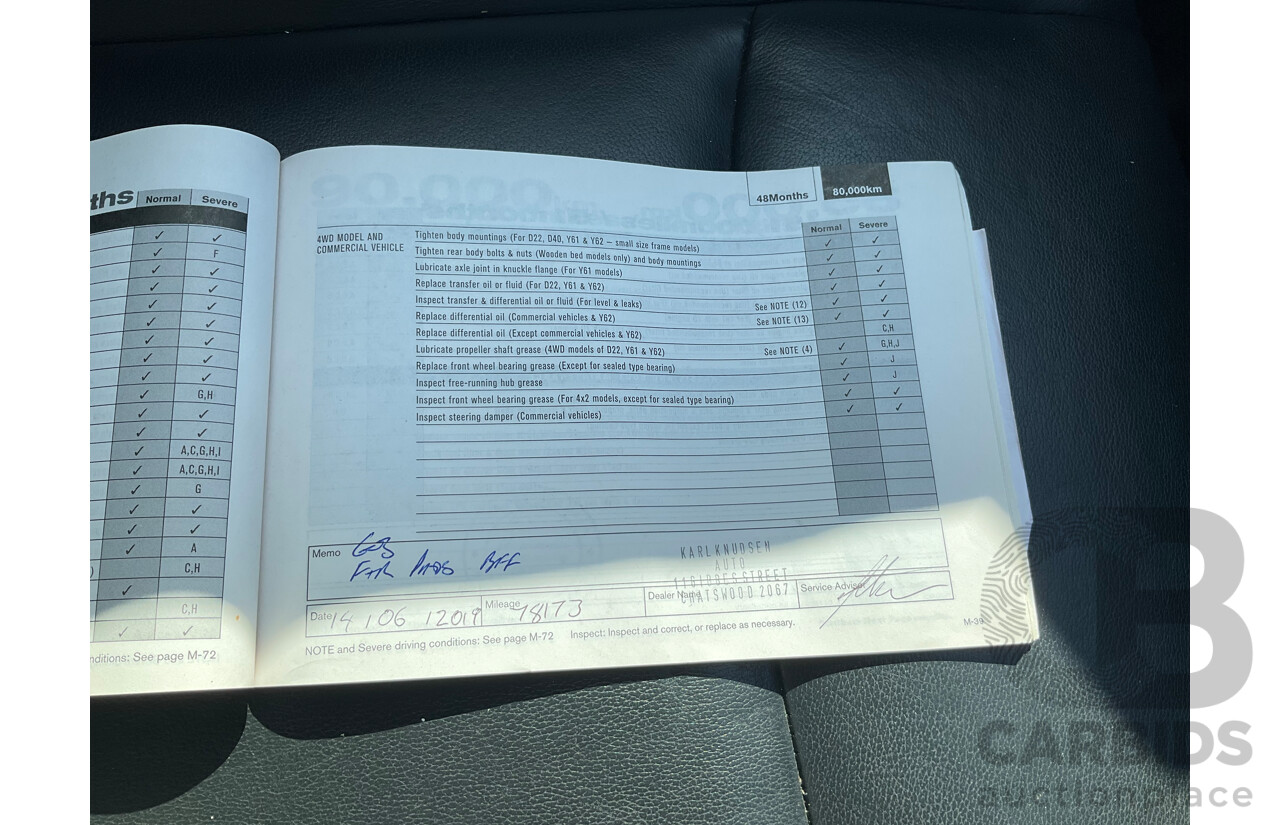 ths Normal Severe
✓ ✓
✓ F
✓ ✓
✓ ✓
✓ ✓
✓ ✓
✓ ✓
✓ ✓
✓ ✓
✓ G,H
✓ ✓
✓ ✓
✓ A,C,G,H,I
✓ A,C,G,H,I
✓ G
✓ ✓
✓ ✓
✓ A
) C,H
✓
C,H
✓ ✓
nditions: See page M-72
48Months 80,000km
Normal Severe
4WD MODEL AND
COMMERCIAL VEHICLE
Tighten body mountings (For D22, D40, Y61 & Y62 – small size frame models) ✓ ✓
Tighten rear body bolts & nuts (Wooden bed models only) and body mountings ✓ ✓
Lubricate axle joint in knuckle flange (For Y61 models) ✓ ✓
Replace transfer oil or fluid (For D22, Y61 & Y62) ✓ ✓
Inspect transfer & differential oil or fluid (For level & leaks) See NOTE (12) ✓ ✓
Replace differential oil (Commercial vehicles & Y62) See NOTE (13) ✓ ✓
Replace differential oil (Except commercial vehicles & Y62) C,H
Lubricate propeller shaft grease (4WD models of D22, Y61 & Y62) See NOTE (4) ✓ G,H,J
Replace front wheel bearing grease (Except for sealed type bearing) ✓ J
Inspect free-running hub grease ✓ J
Inspect front wheel bearing grease (For 4x2 models, except for sealed type bearing) ✓ ✓
Inspect steering damper (Commercial vehicles) ✓ ✓
Memo
F+R PADS BFF
KARL KNUDSEN
AUTO
STREET
CHATSWOOD 2067
Date 14 / 06 / 2019 Mileage 78173 Dealer Name Service Advisor
NOTE and Severe driving conditions: See page M-72 Inspect: Inspect and correct, or replace as necessary.
M-39
CARBIDS
auctionplace